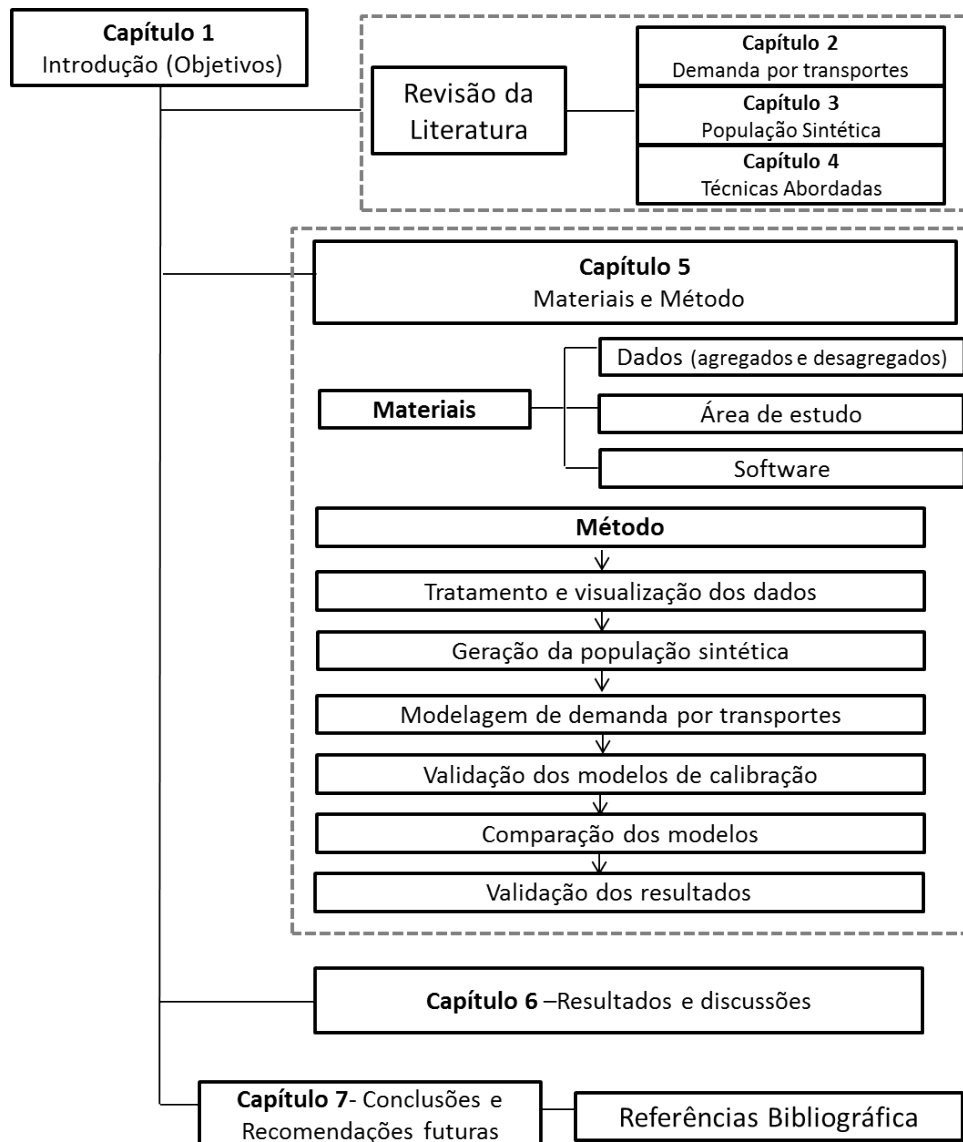 Capítulo 1
Introdução (Objetivos)
Revisão da
Literatura
Capítulo 2
Demanda por transportes
Capítulo 3
População Sintética
Capítulo 4
Técnicas Abordadas
Capítulo 5
Materiais e Método
Materiais
Dados (agregados e desagregados)
Área de estudo
Software
Método
Tratamento e visualização dos dados
Geração da população sintética
Modelagem de demanda por transportes
Validação dos modelos de calibração
Comparação dos modelos
Validação dos resultados
Capítulo 6 –Resultados e discussões
Capítulo 7- Conclusões e
Recomendações futuras
Referências Bibliográfica